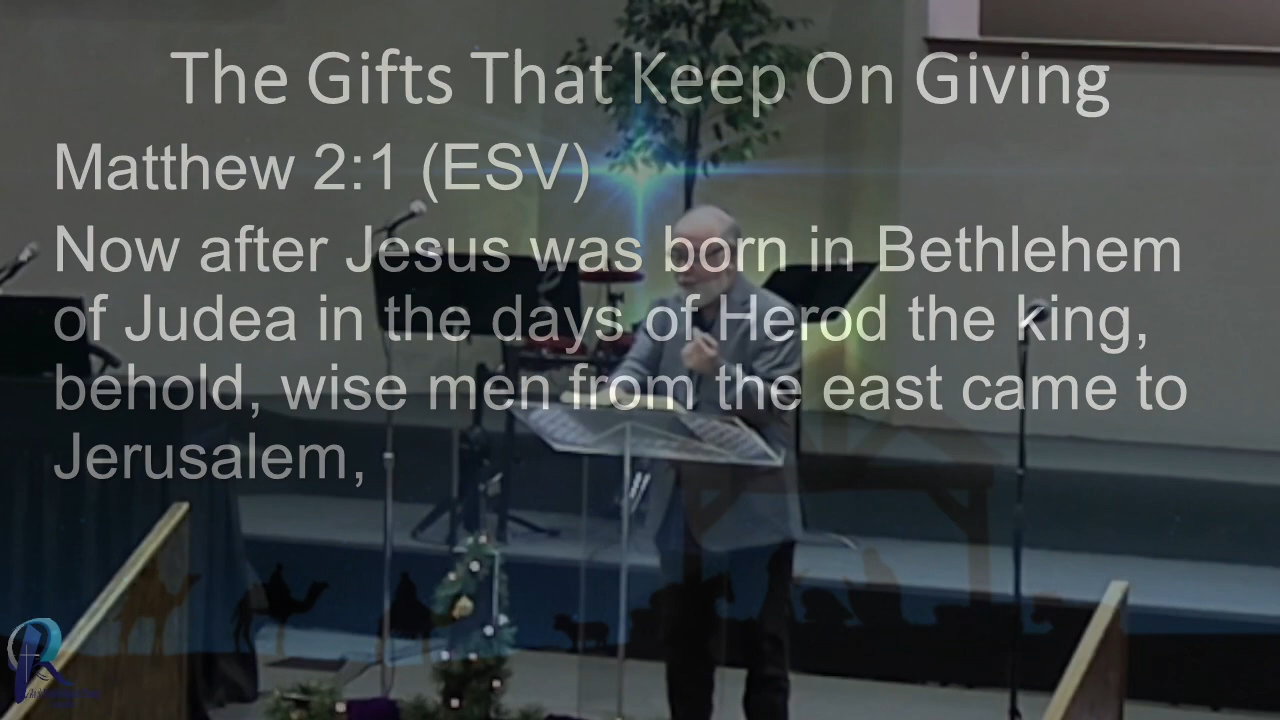 The Gifts That Keep On Giving
Matthew 2:1 (ESV)
Now after Jesus was born in Bethlehem
of Judea in the days of Herod the king,
behold, wise men from the east came to
Jerusalem,